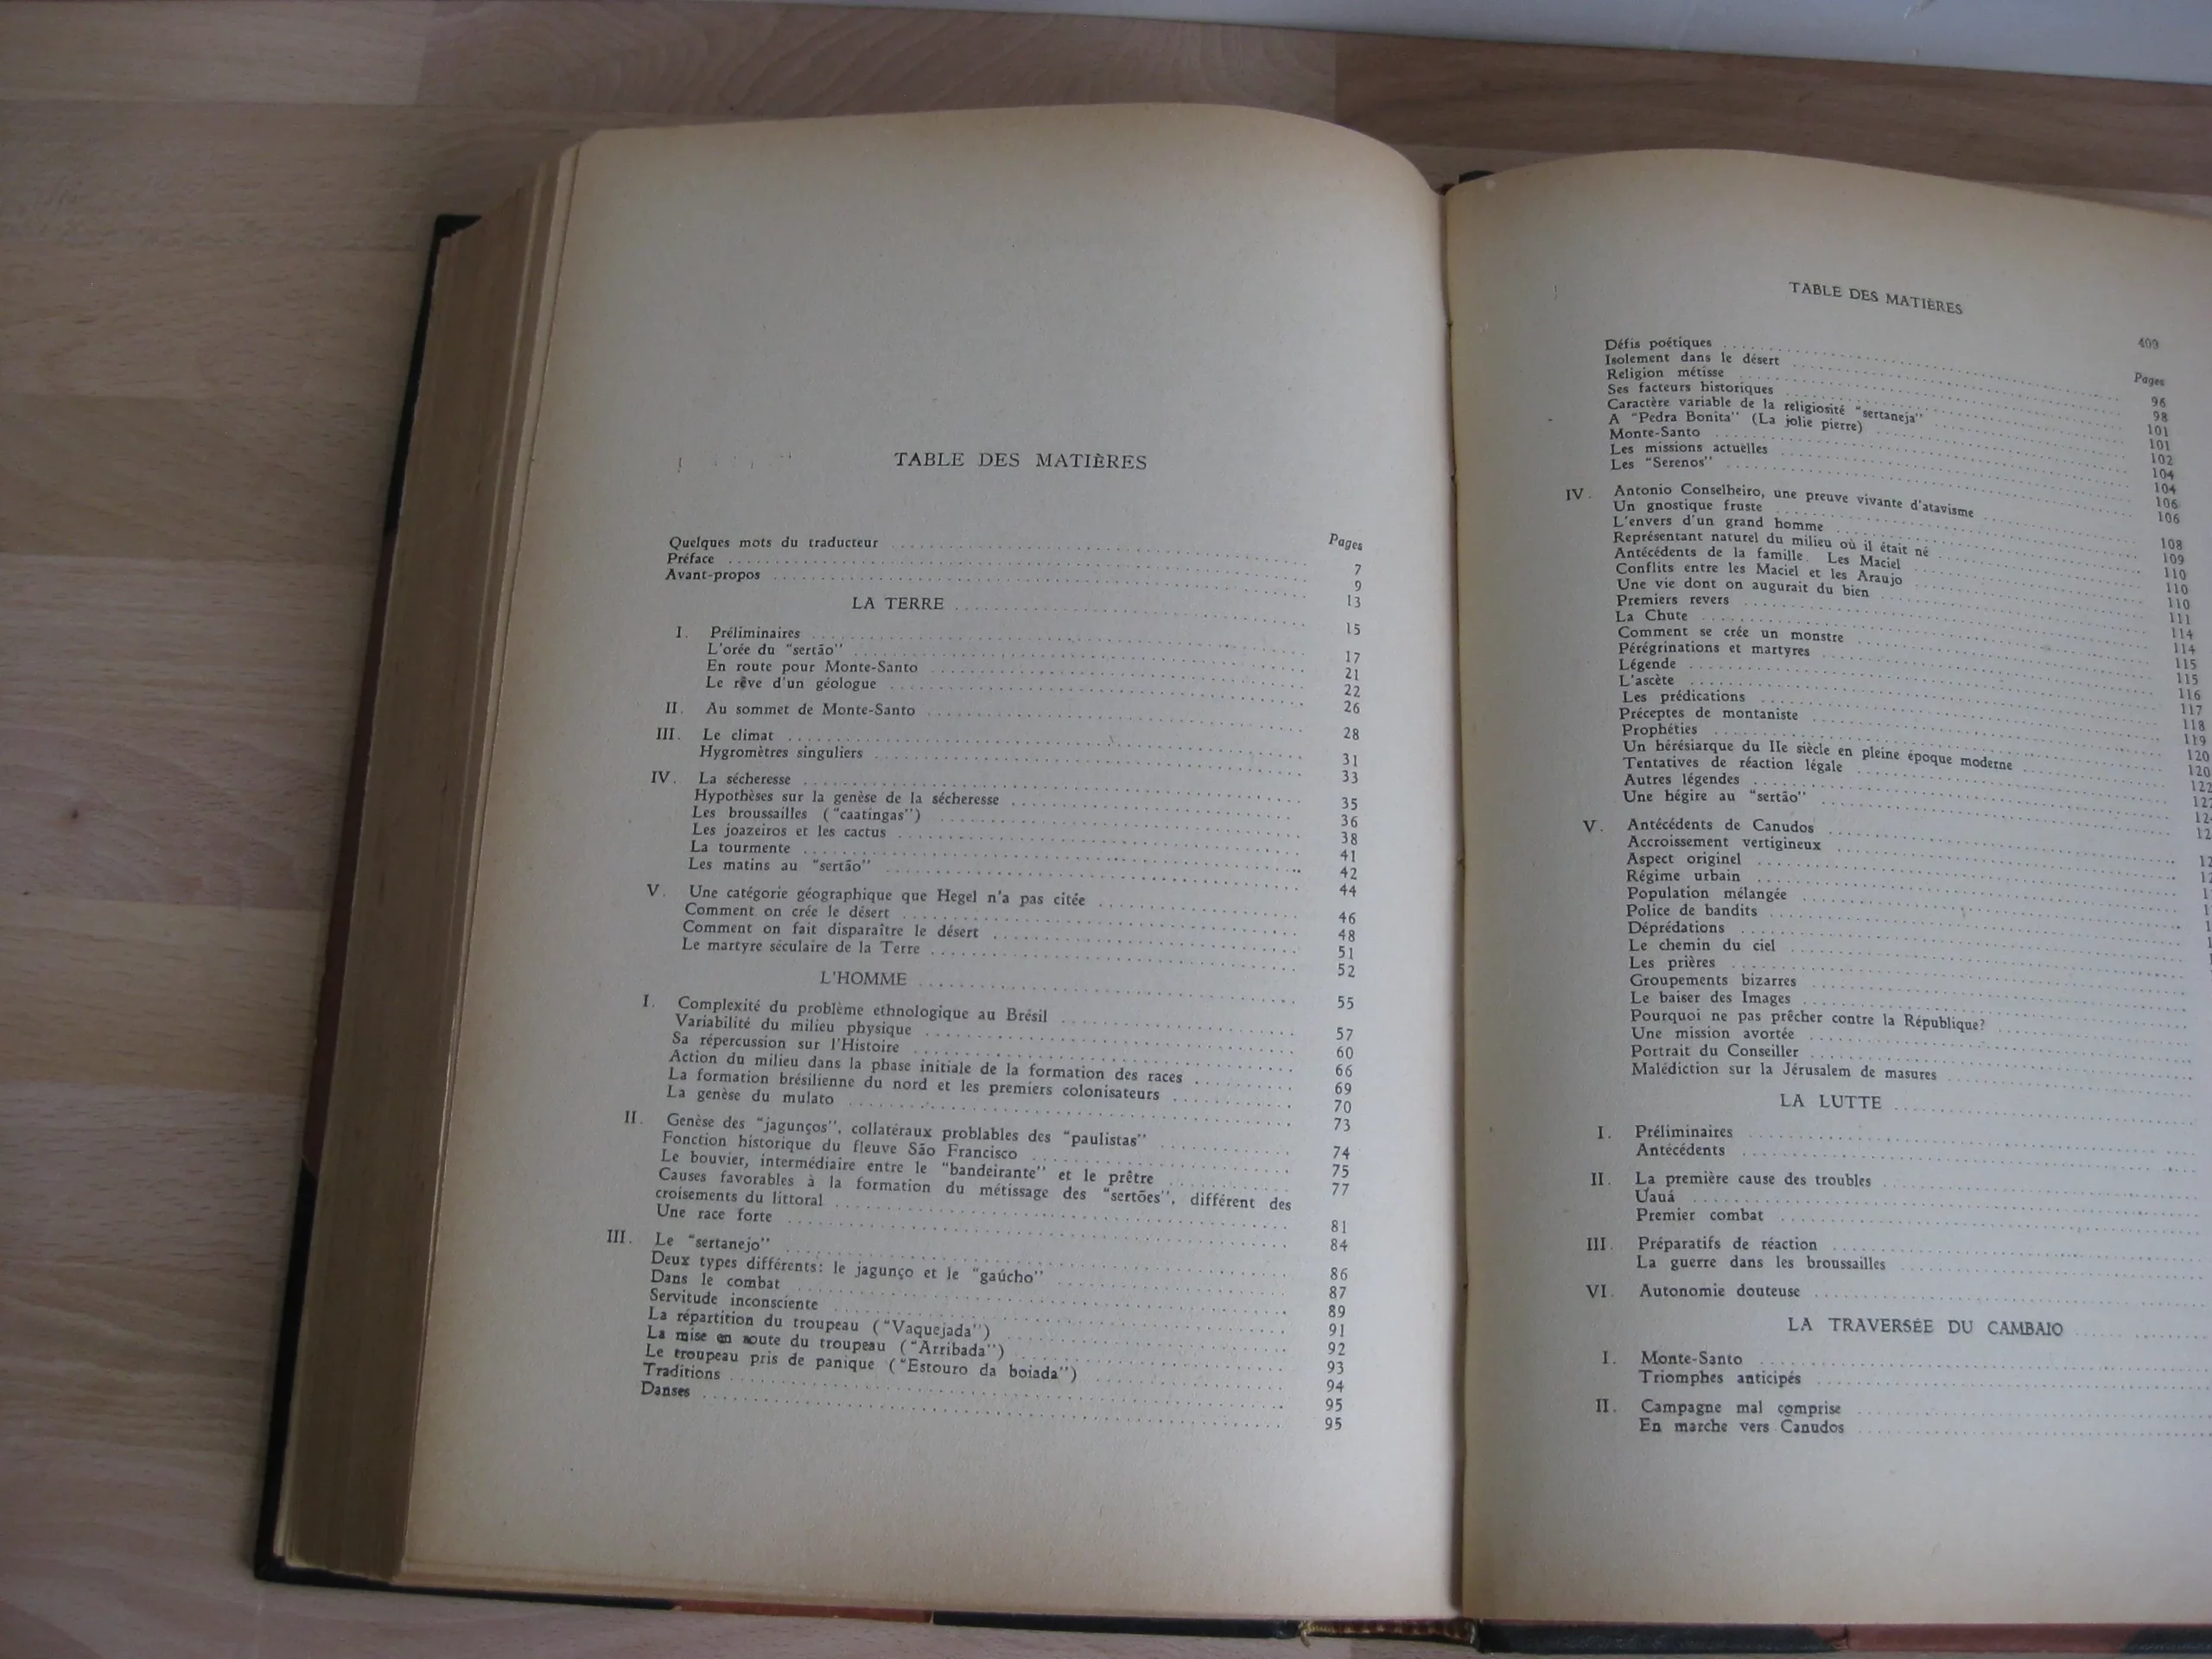 TABLE DES MATIÈRES
Pages
Quelques mots du traducteur 7
Préface 9
Avant-propos 13
LA TERRE 15
I. Préliminaires 17
L'orée du "sertão" 21
En route pour Monte-Santo 22
Le rêve d'un géologue 26
II. Au sommet de Monte-Santo 28
III. Le climat 31
Hygromètres singuliers 33
IV. La sécheresse 35
Hypothèses sur la genèse de la sécheresse 36
Les broussailles ("caatingas") 38
Les joazeiros et les cactus 41
La tourmente 42
Les matins au "sertão" 44
V. Une catégorie géographique que Hegel n'a pas citée 46
Comment on crée le désert 48
Comment on fait disparaître le désert 51
Le martyre séculaire de la Terre 52
L'HOMME 55
I. Complexité du problème ethnologique au Brésil 57
Variabilité du milieu physique 60
Sa répercussion sur l'Histoire 66
Action du milieu dans la phase initiale de la formation des races 69
La formation brésilienne du nord et les premiers colonisateurs 70
La genèse du mulato 73
II. Genèse des "jagunços", collatéraux problables des "paulistas" 74
Fonction historique du fleuve São Francisco 75
Le bouvier, intermédiaire entre le "bandeirante" et le prêtre 77
Causes favorables à la formation du métissage des "sertões", différent des
croisements du littoral 81
Une race forte 84
III. Le "sertanejo" 86
Deux types différents: le jagunço et le "gaúcho" 87
Dans le combat 89
Servitude inconsciente 91
La répartition du troupeau ("Vaquejada") 92
La mise en route du troupeau ("Arribada") 93
Le troupeau pris de panique ("Estouro da boiada") 94
Traditions 95
Danses 95
TABLE DES MATIÈRES 409
Pages
Défis poétiques 96
Isolement dans le désert 98
Religion métisse 101
Ses facteurs historiques 101
Caractère variable de la religiosité "sertaneja" 102
A "Pedra Bonita" (La jolie pierre) 104
Monte-Santo 104
Les missions actuelles 106
Les "Serenos" 106
IV. Antonio Conselheiro, une preuve vivante d'atavisme 108
Un gnostique fruste 109
L'envers d'un grand homme 110
Représentant naturel du milieu où il était né 110
Antécédents de la famille. Les Maciel 110
Conflits entre les Maciel et les Araujo 111
Une vie dont on augurait du bien 114
Premiers revers 114
La Chute 115
Comment se crée un monstre 115
Pérégrinations et martyres 116
Légende 117
L'ascète 118
Les prédications 119
Préceptes de montaniste 120
Prophéties 120
Un hérésiarque du IIe siècle en pleine époque moderne 122
Tentatives de réaction légale
Autres légendes
Une hégire au "sertão"
V. Antécédents de Canudos
Accroissement vertigineux
Aspect originel
Régime urbain
Population mélangée
Police de bandits
Déprédations
Le chemin du ciel
Les prières
Groupements bizarres
Le baiser des Images
Pourquoi ne pas prêcher contre la République?
Une mission avortée
Portrait du Conseiller
Malédiction sur la Jérusalem de masures
LA LUTTE
I. Préliminaires
Antécédents
II. La première cause des troubles
Uauá
Premier combat
III. Préparatifs de réaction
La guerre dans les broussailles
VI. Autonomie douteuse
LA TRAVERSÉE DU CAMBAIO
I. Monte-Santo
Triomphes anticipés
II. Campagne mal comprise
En marche vers Canudos